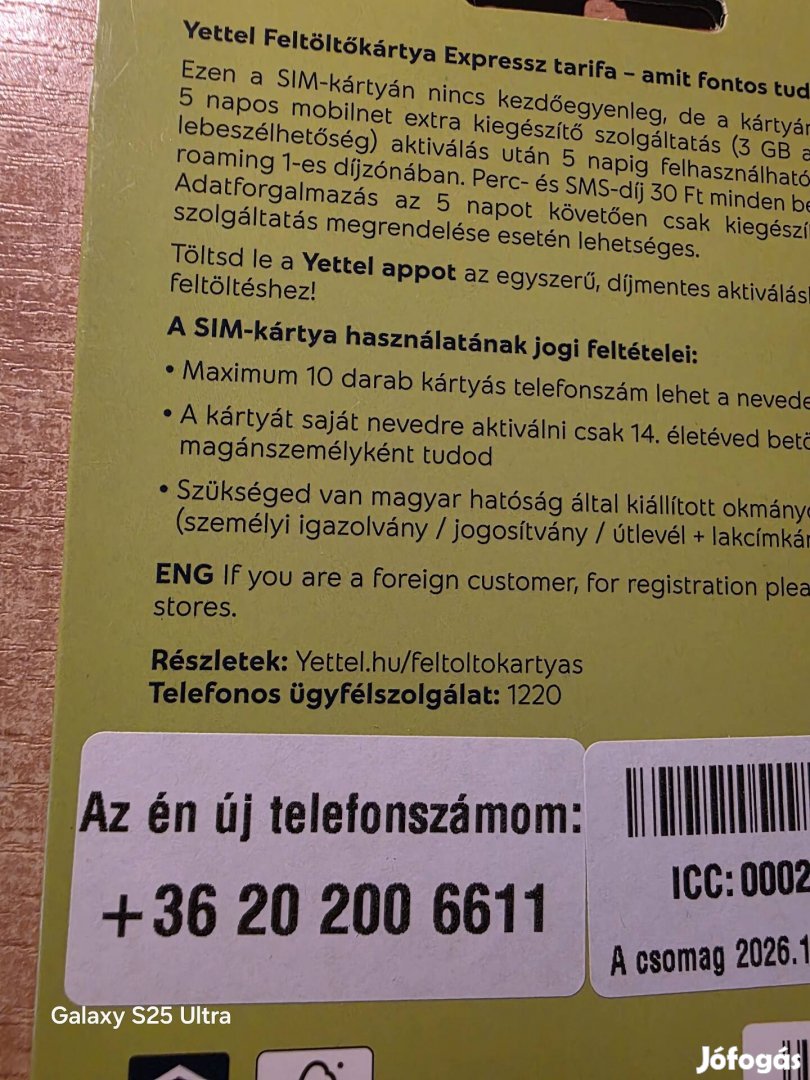 Yettel Feltöltőkártya Expressz tarifa – amit fontos tud
Ezen a SIM-kártyán nincs kezdőegyenleg, de a kártyán
5 napos mobilnet extra kiegészítő szolgáltatás (3 GB a
lebeszélhetőség) aktiválás után 5 napig felhasználható
roaming 1-es díjzónában. Perc- és SMS-díj 30 Ft minden be
Adatforgalmazás az 5 napot követően csak kiegészí
szolgáltatás megrendelése esetén lehetséges.
Töltsd le a Yettel appot az egyszerű, díjmentes aktiválás
feltöltéshez!
A SIM-kártya használatának jogi feltételei:
• Maximum 10 darab kártyás telefonszám lehet a nevede
• A kártyát saját nevedre aktiválni csak 14. életéved betö
magánszemélyként tudod
• Szükséged van magyar hatóság által kiállított okmány
(személyi igazolvány / jogosítvány / útlevél + lakcímkár
ENG If you are a foreign customer, for registration plea
stores.
Részletek: Yettel.hu/feltoltokartyas
Telefonos ügyfélszolgálat: 1220
Az én új telefonszámom:
+36 20 200 6611
ICC: 0002
A csomag 2026.1
Galaxy S25 Ultra
Jófogás